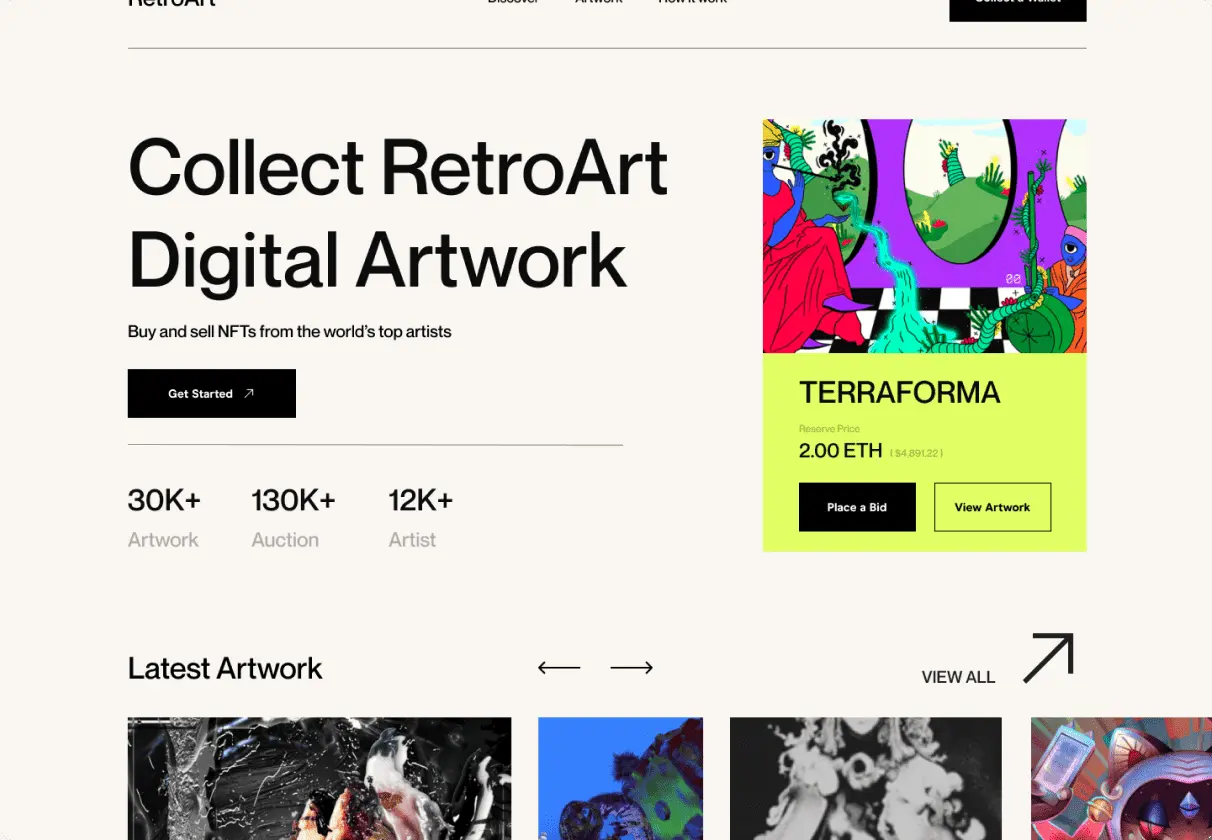 RetroArt
Discover Artwork How it work
Collect a Wallet
Collect RetroArt
Digital Artwork
Buy and sell NFTs from the world’s top artists
Get Started
30K+ 130K+ 12K+
Artwork Auction Artist
TERRAFORMA
Reserve Price
2.00 ETH ( $4,891.22 )
Place a Bid View Artwork
Latest Artwork
VIEW ALL